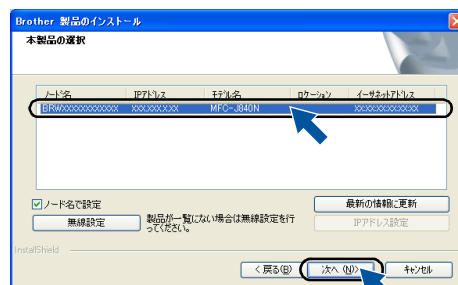 Brother 製品のインストール
本製品の選択
ノード名 IPアドレス モデル名 ロケーション イーサネットアドレス
BRWXXXXXXXXXXXX XXX.XXX.X.XX MFC-J840N XX:XX:XX:XX:XX:XX
ノード名で設定
最新の情報に更新
無線設定
製品が一覧にない場合は無線設定を行
ってください。
IPアドレス設定
InstallShield
< 戻る(B) 次へ (N)> キャンセル